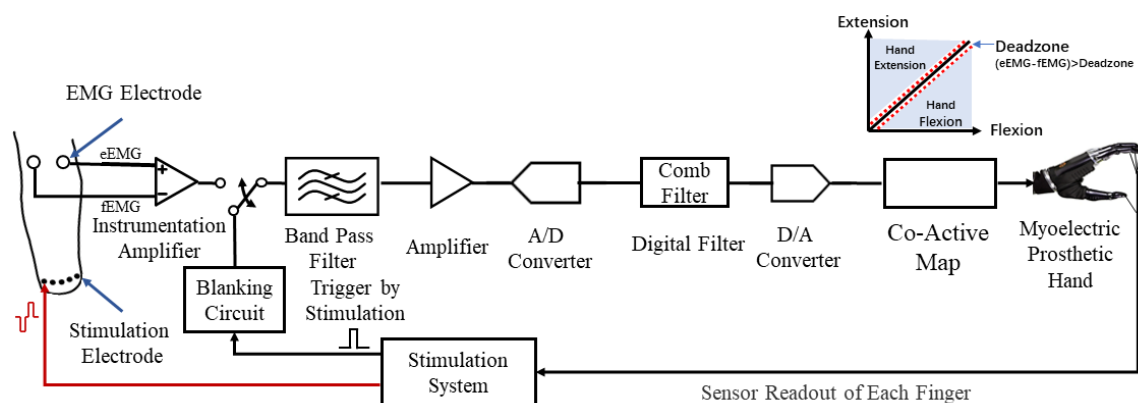 Extension
Deadzone
(eEMG-fEMG)>Deadzone
Hand
Extension
Hand
Flexion
Flexion
EMG Electrode
eEMG
+
−
fEMG
Instrumentation
Amplifier
Band Pass
Filter
Amplifier
A/D
Converter
Comb
Filter
Digital Filter
D/A
Converter
Co-Active
Map
Myoelectric
Prosthetic
Hand
Blanking
Circuit
Trigger by
Stimulation
Stimulation
Electrode
Stimulation
System
Sensor Readout of Each Finger